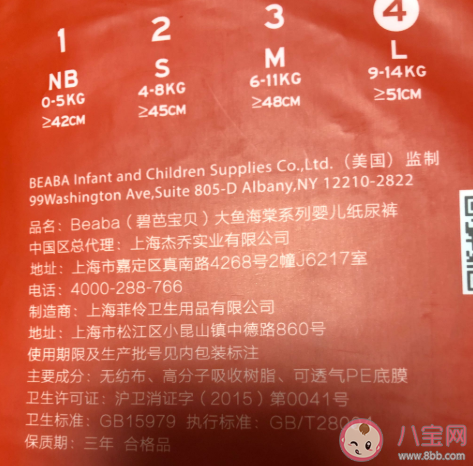 1 2 3 4
NB S M L
0-5KG 4-8KG 6-11KG 9-14KG
≥42CM ≥45CM ≥48CM ≥51CM
BEABA Infant and Children Supplies Co.,Ltd.（美国）监制
99Washington Ave,Suite 805-D Albany,NY 12210-2822
品名：Beaba（碧芭宝贝）大鱼海棠系列婴儿纸尿裤
中国区总代理：上海杰乔实业有限公司
地址：上海市嘉定区真南路4268号2幢J6217室
电话：4000-288-766
制造商：上海菲伶卫生用品有限公司
地址：上海市松江区小昆山镇中德路860号
使用期限及生产批号见内包装标注
主要成分：无纺布、高分子吸收树脂、可透气PE底膜
卫生许可证：沪卫消证字（2015）第0041号
卫生标准：GB15979 执行标准：GB/T280
保质期：三年 合格品
八宝网
www.8bb.com